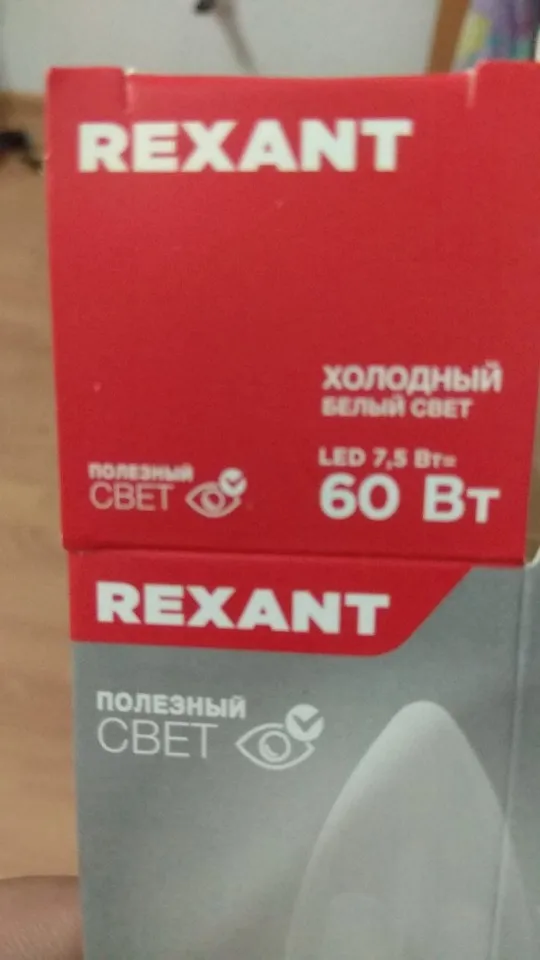 REXANT
ХОЛОДНЫЙ
БЕЛЫЙ СВЕТ
LED 7,5 Вт=
60 Вт
ПОЛЕЗНЫЙ
СВЕТ
REXANT
ПОЛЕЗНЫЙ
СВЕТ